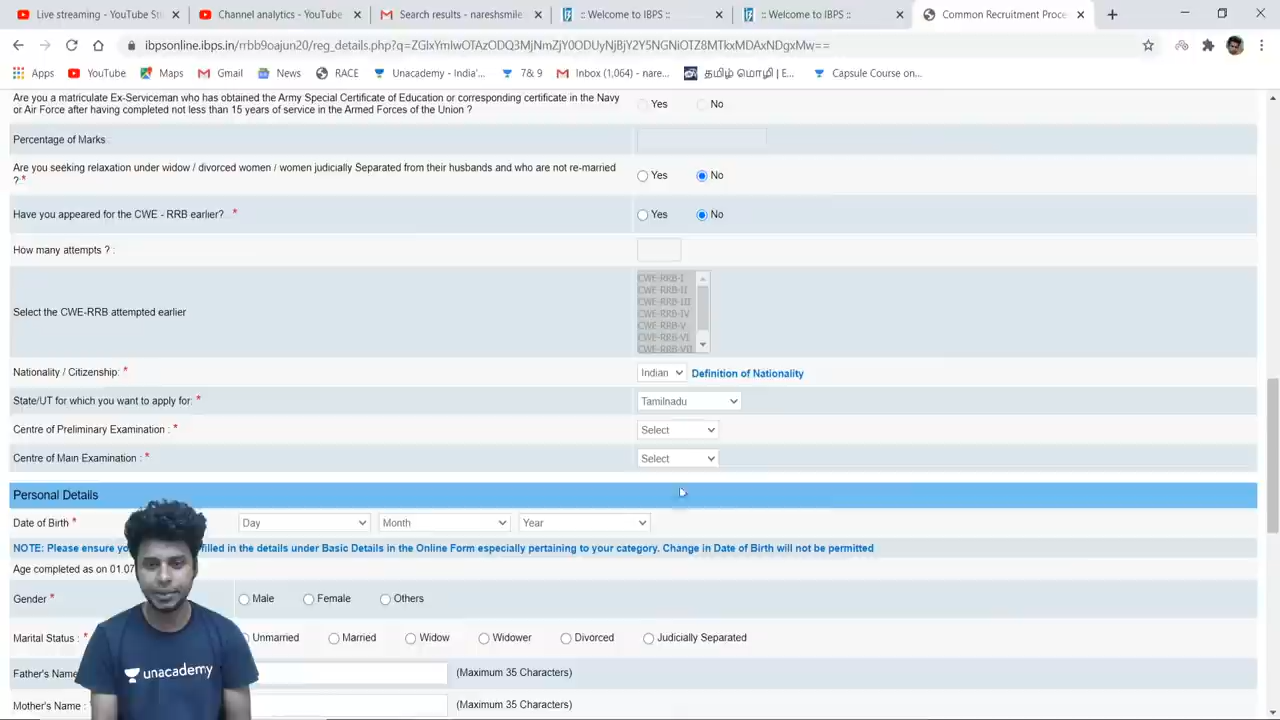 Live streaming - YouTube St
Channel analytics - YouTube
Search results - nareshsmile
:: Welcome to IBPS ::
:: Welcome to IBPS ::
Common Recruitment Proce
Apps
YouTube
Maps
Gmail
News
RACE
Unacademy - India'...
7& 9
Inbox (1,064) - nare...
தமிழ் மொழி | E...
Capsule Course on...
Are you a matriculate Ex-Serviceman who has obtained the Army Special Certificate of Education or corresponding certificate in the Navy
or Air Force after having completed not less than 15 years of service in the Armed Forces of the Union ?
Yes No
Percentage of Marks
Are you seeking relaxation under widow / divorced women / women judicially Separated from their husbands and who are not re-married
?*
Yes No
Have you appeared for the CWE - RRB earlier? *
Yes No
How many attempts ? :
Select the CWE-RRB attempted earlier
CWE-RRB-I
CWE-RRB-II
CWE-RRB-III
CWE-RRB-IV
CWE-RRB-V
CWE-RRB-VI
CWE-RRB-VII
Nationality / Citizenship: * Indian Definition of Nationality
State/UT for which you want to apply for: * Tamilnadu
Centre of Preliminary Examination : * Select
Centre of Main Examination : * Select
Personal Details
Date of Birth * Day Month Year
NOTE: Please ensure yo filled in the details under Basic Details in the Online Form especially pertaining to your category. Change in Date of Birth will not be permitted
Age completed as on 01.07
Gender * Male Female Others
Marital Status : * Unmarried Married Widow Widower Divorced Judicially Separated
Father's Name (Maximum 35 Characters)
Mother's Name : (Maximum 35 Characters)
unacademy